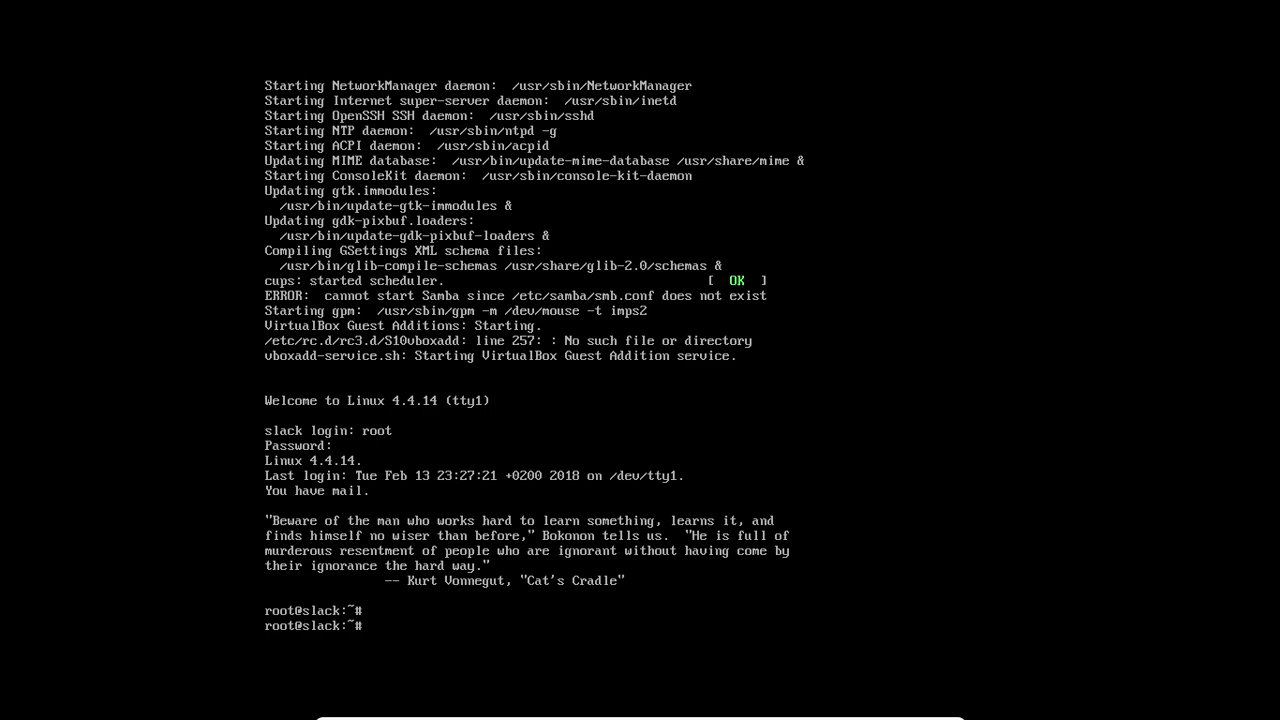 Starting NetworkManager daemon:  /usr/sbin/NetworkManager
Starting Internet super-server daemon:  /usr/sbin/inetd
Starting OpenSSH SSH daemon:  /usr/sbin/sshd
Starting NTP daemon:  /usr/sbin/ntpd -g
Starting ACPI daemon:  /usr/sbin/acpid
Updating MIME database:  /usr/bin/update-mime-database /usr/share/mime &
Starting ConsoleKit daemon:  /usr/sbin/console-kit-daemon
Updating gtk.immodules:
  /usr/bin/update-gtk-immodules &
Updating gdk-pixbuf.loaders:
  /usr/bin/update-gdk-pixbuf-loaders &
Compiling GSettings XML schema files:
  /usr/bin/glib-compile-schemas /usr/share/glib-2.0/schemas &
cups: started scheduler.                                   [  OK  ]
ERROR:  cannot start Samba since /etc/samba/smb.conf does not exist
Starting gpm:  /usr/sbin/gpm -m /dev/mouse -t imps2
VirtualBox Guest Additions: Starting.
/etc/rc.d/rc3.d/S10vboxadd: line 257: : No such file or directory
vboxadd-service.sh: Starting VirtualBox Guest Addition service.
Welcome to Linux 4.4.14 (tty1)
slack login: root
Password:
Linux 4.4.14.
Last login: Tue Feb 13 23:27:21 +0200 2018 on /dev/tty1.
You have mail.
"Beware of the man who works hard to learn something, learns it, and
finds himself no wiser than before," Bokonon tells us.  "He is full of
murderous resentment of people who are ignorant without having come by
their ignorance the hard way."
                -- Kurt Vonnegut, "Cat's Cradle"
root@slack:~#
root@slack:~#